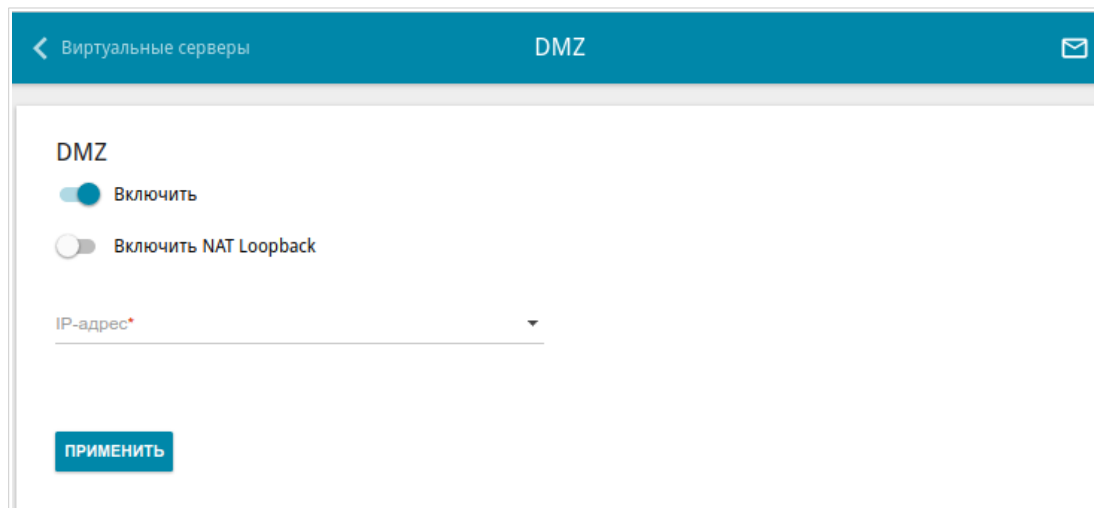 Виртуальные серверы
DMZ
DMZ
Включить
Включить NAT Loopback
IP-адрес*
ПРИМЕНИТЬ